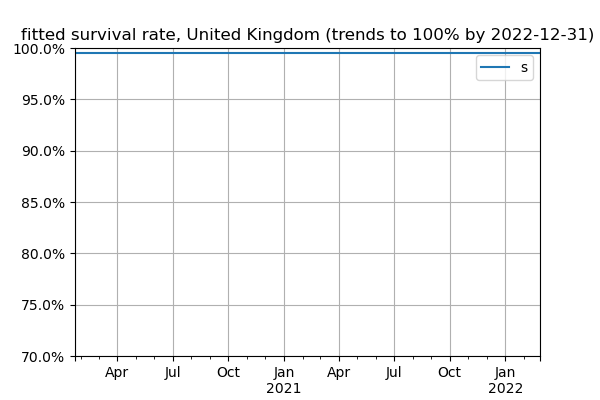 fitted survival rate, United Kingdom (trends to 100% by 2022-12-31)
100.0%
s
95.0%
90.0%
85.0%
80.0%
75.0%
70.0%
Apr Jul Oct Jan Apr Jul Oct Jan
2021 2022